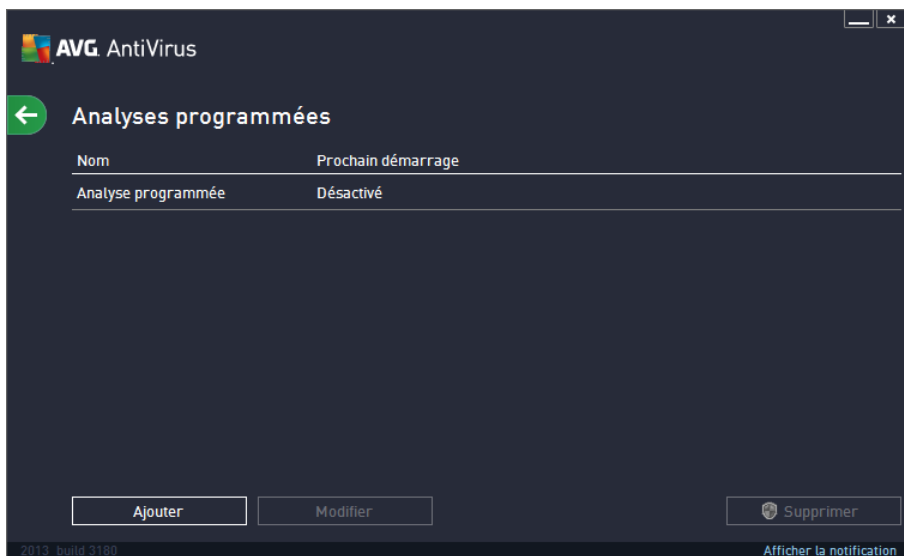 AVG. AntiVirus
Analyses programmées
Nom Prochain démarrage
Analyse programmée Désactivé
Ajouter Modifier Supprimer
2013 build 3180 Afficher la notification